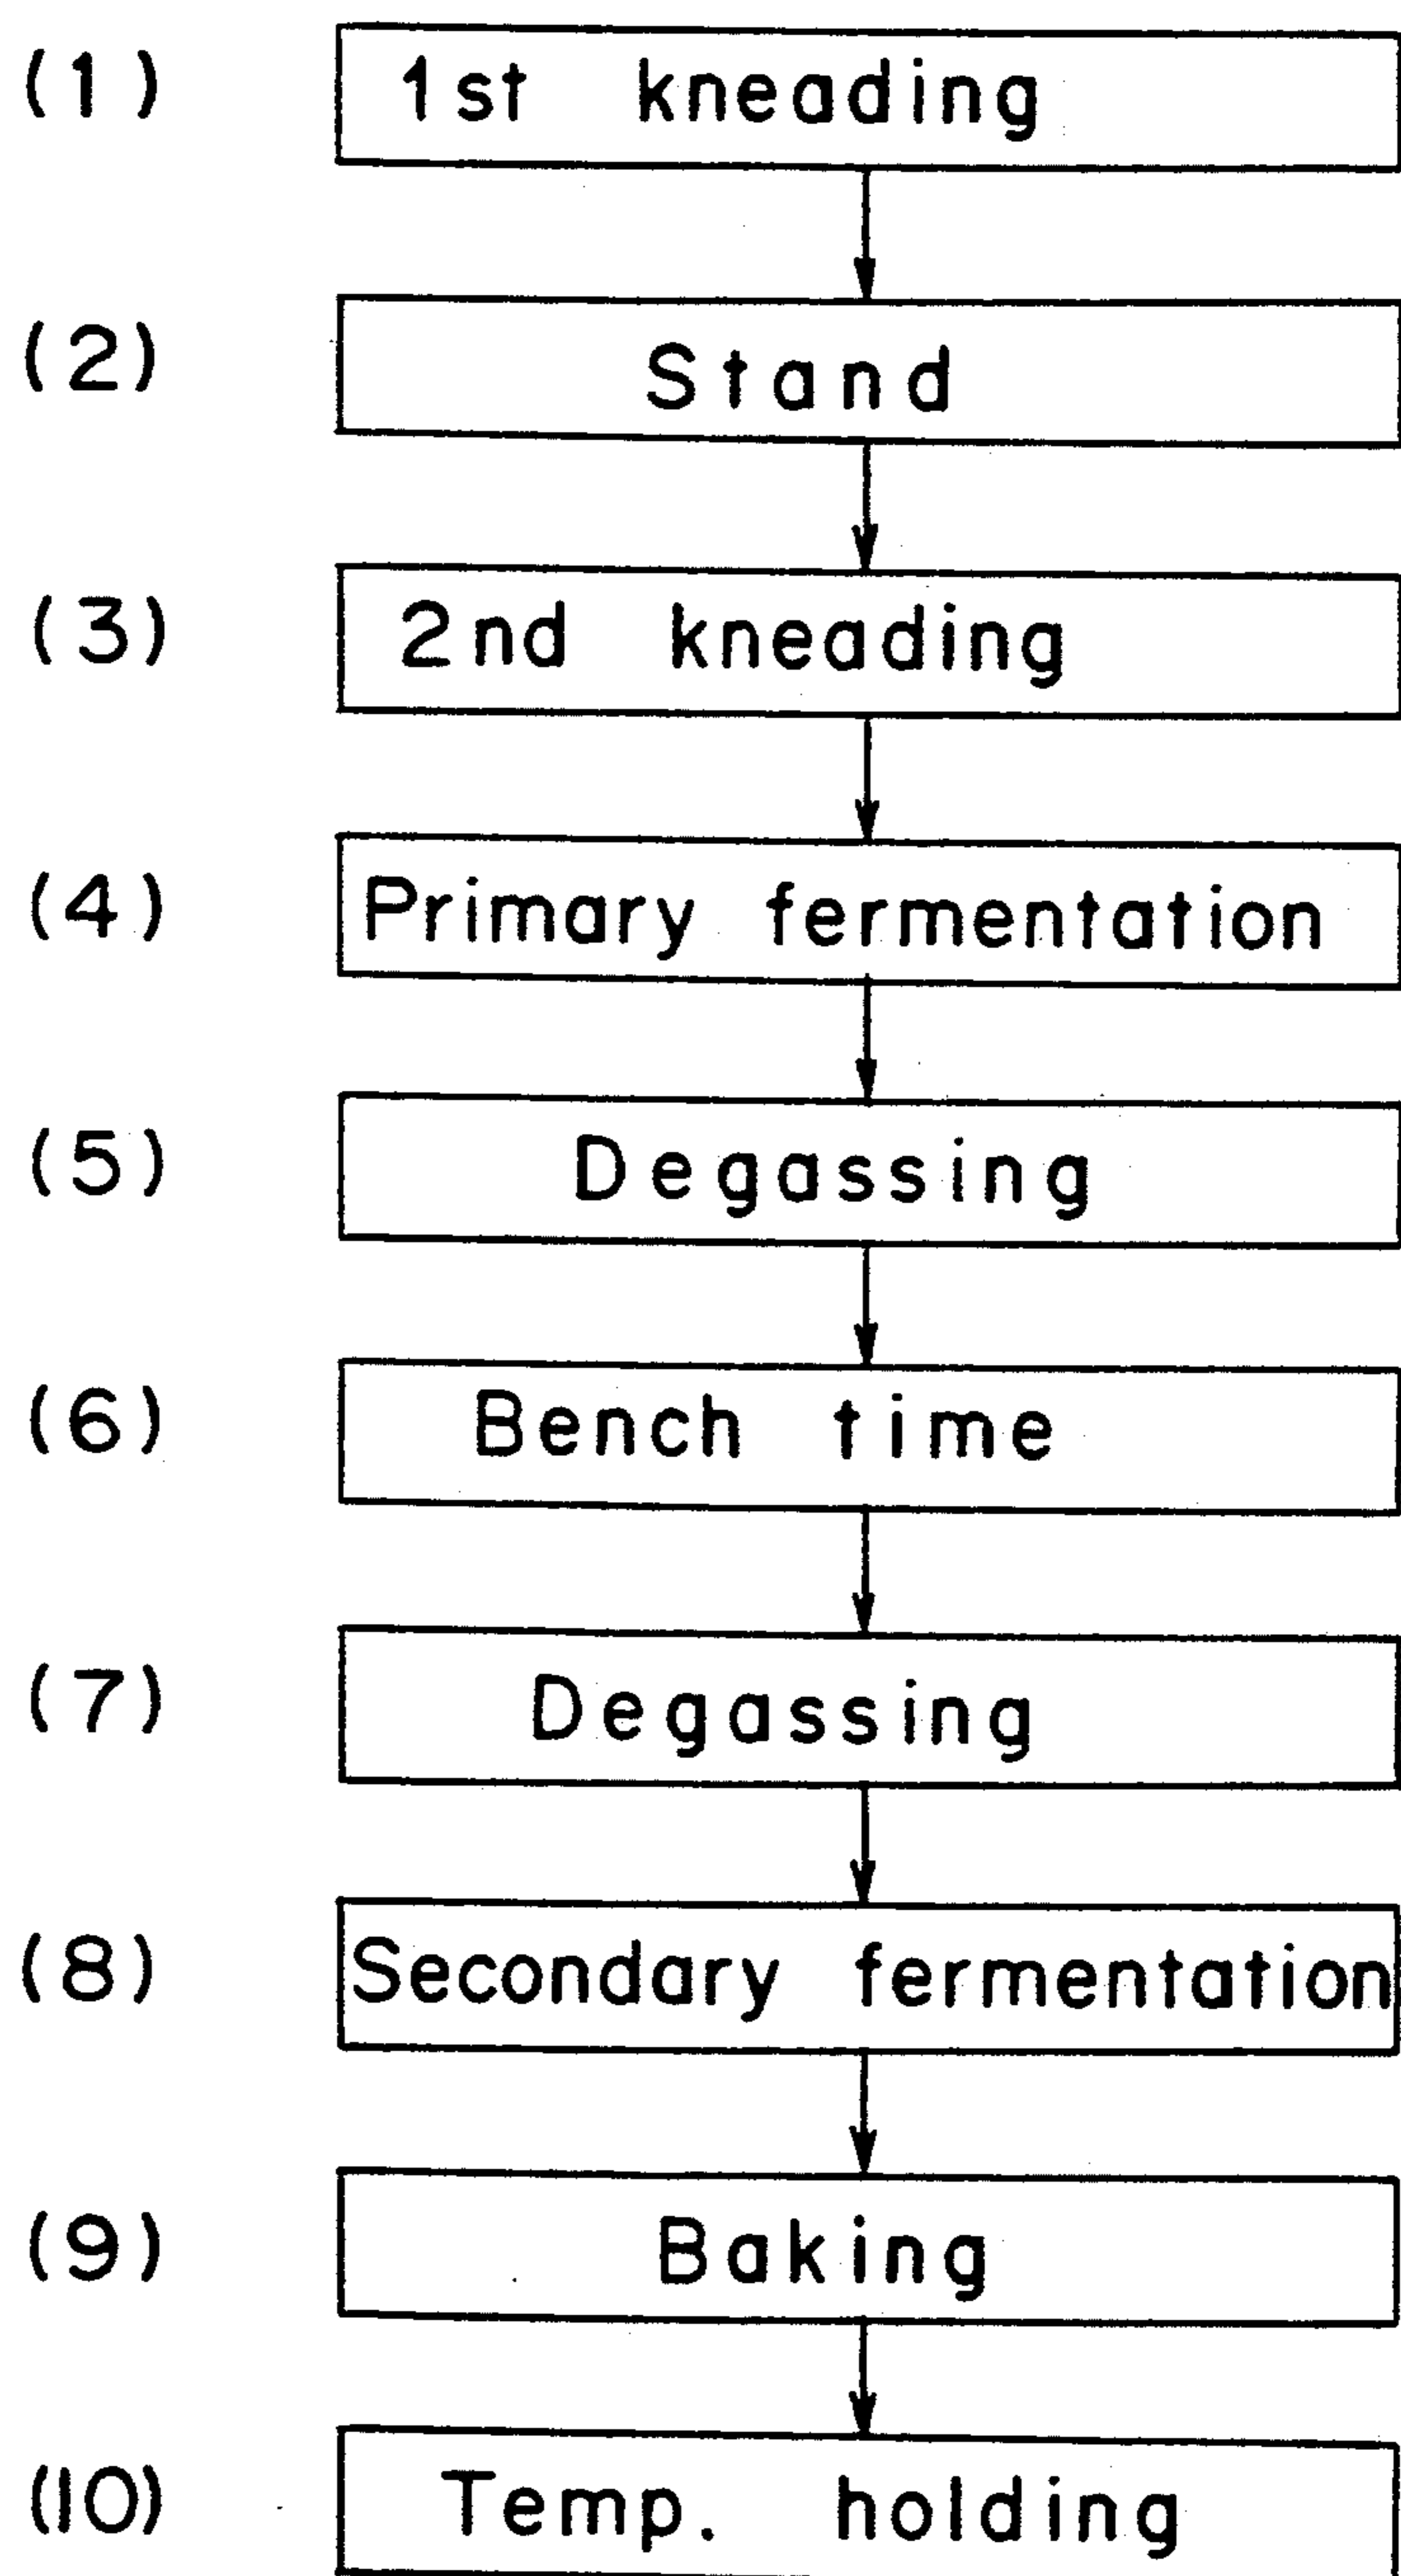 (1) 1st kneading
(2) Stand
(3) 2nd kneading
(4) Primary fermentation
(5) Degassing
(6) Bench time
(7) Degassing
(8) Secondary fermentation
(9) Baking
(10) Temp. holding